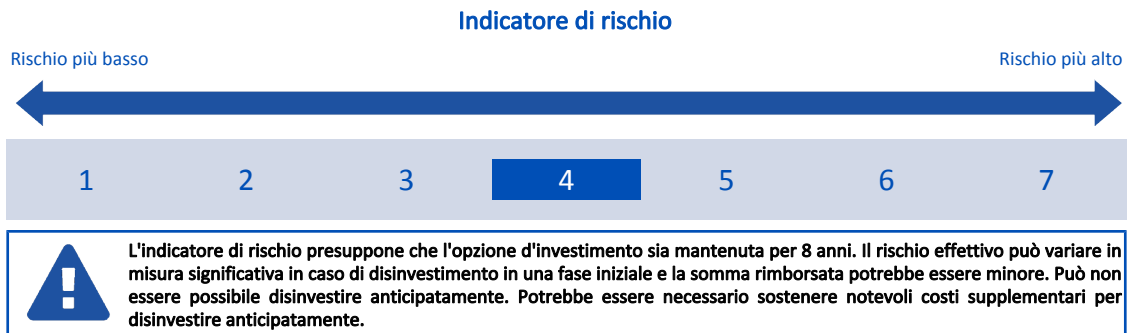 Indicatore di rischio
Rischio più basso
Rischio più alto
1 2 3 4 5 6 7
L'indicatore di rischio presuppone che l'opzione d'investimento sia mantenuta per 8 anni. Il rischio effettivo può variare in
misura significativa in caso di disinvestimento in una fase iniziale e la somma rimborsata potrebbe essere minore. Può non
essere possibile disinvestire anticipatamente. Potrebbe essere necessario sostenere notevoli costi supplementari per
disinvestire anticipatamente.